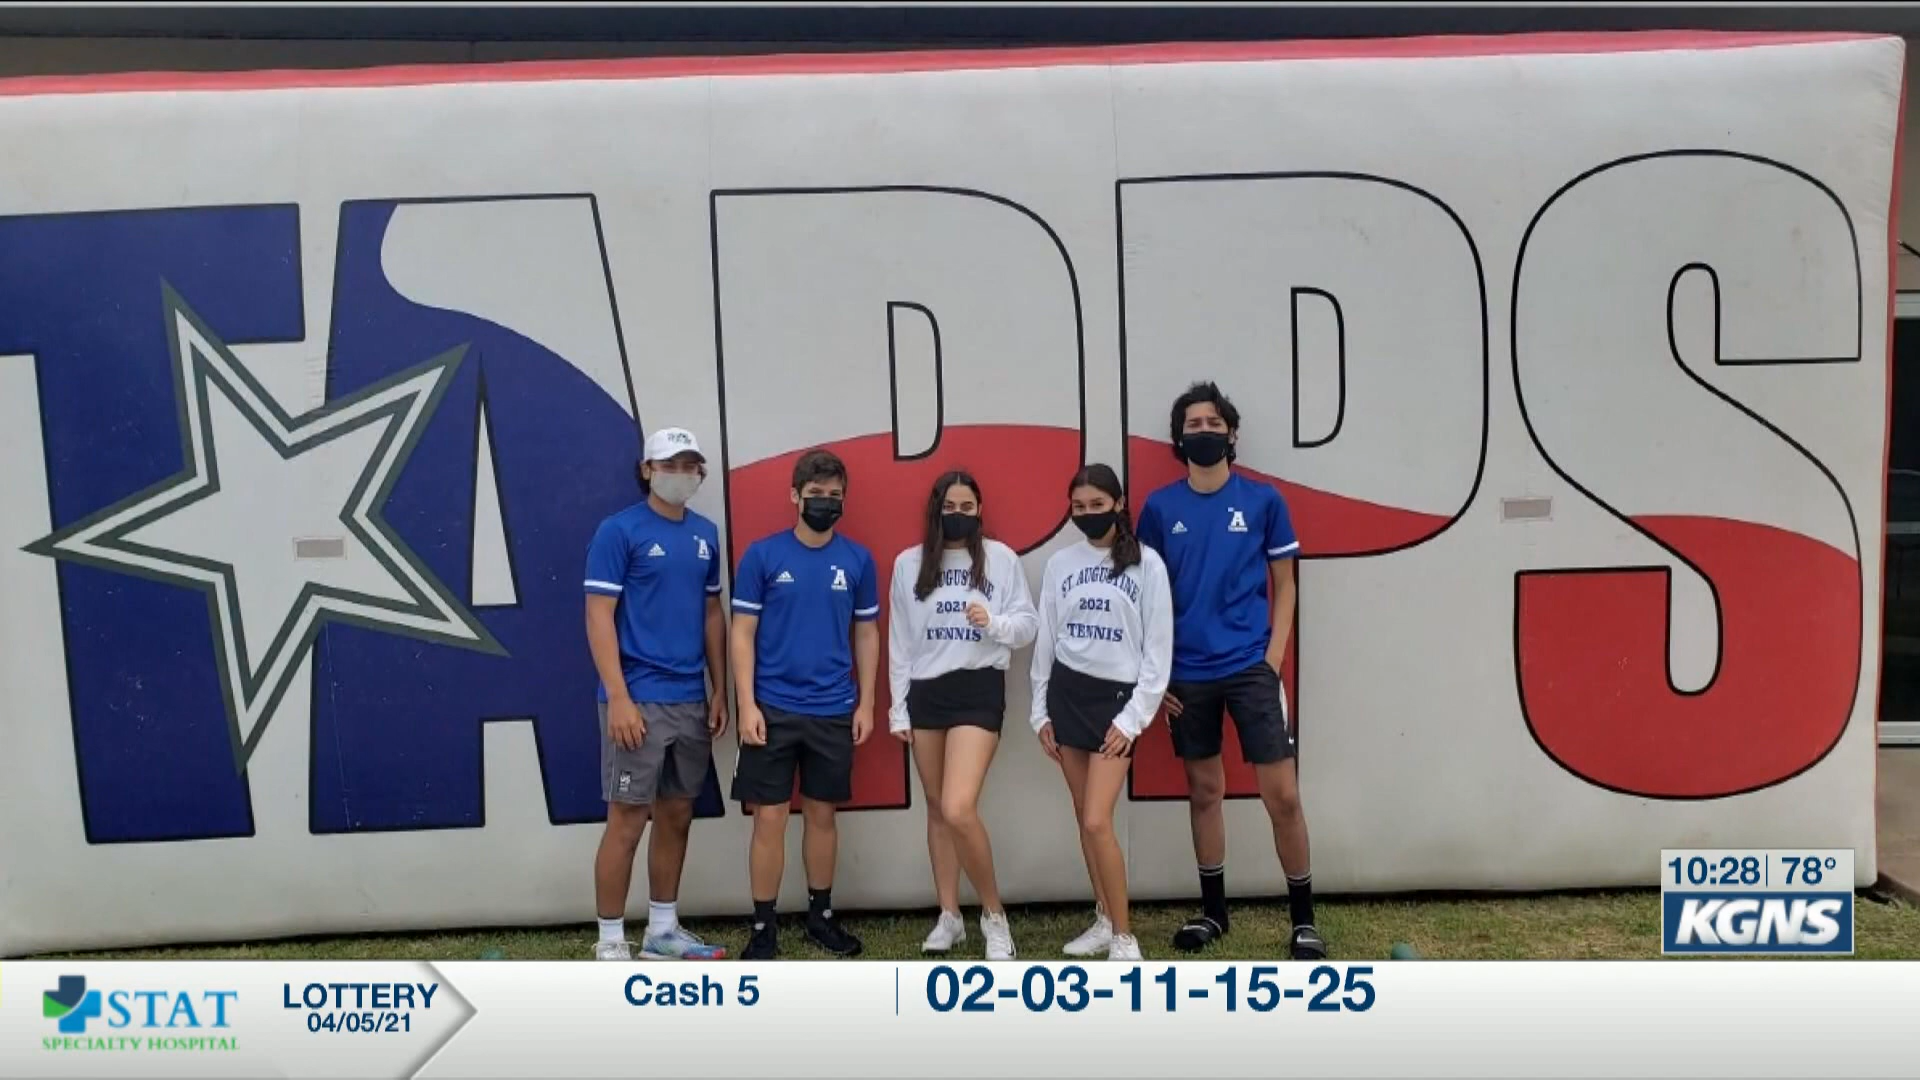 TAPPS
A
A
ST. AUGUSTINE
2021
TENNIS
ST. AUGUSTINE
2021
TENNIS
A
10:28 78°
KGNS
STAT
SPECIALTY HOSPITAL
LOTTERY
04/05/21
Cash 5
02-03-11-15-25